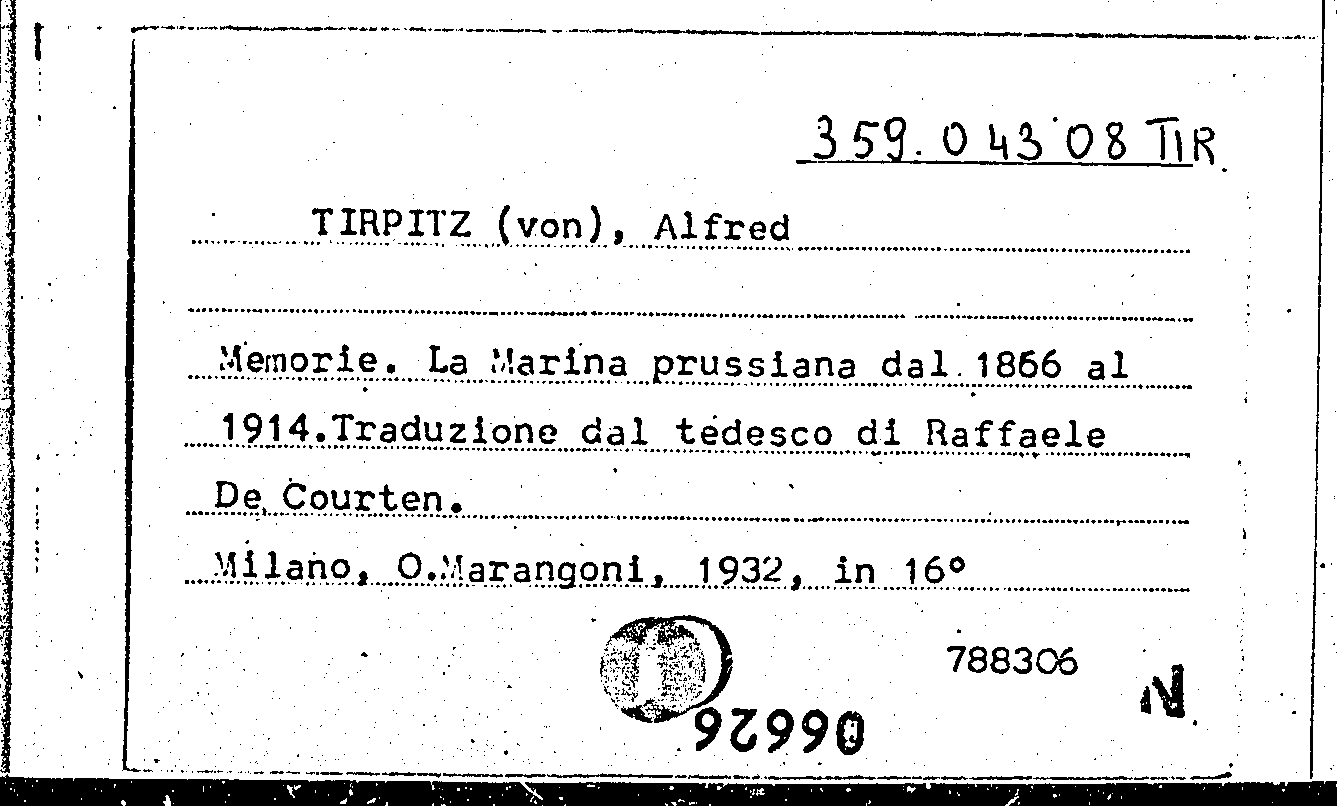 359.043'08 TIR
TIRPITZ (von), Alfred
Memorie. La Marina prussiana dal 1866 al
1914.Traduzione dal tedesco di Raffaele
De Courten.
Milano, O.Marangoni, 1932, in 16°
788306
N
06626